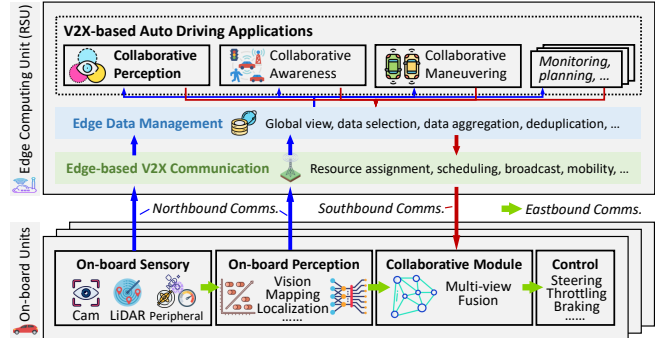 Edge Computing Unit (RSU)
V2X-based Auto Driving Applications
Collaborative
Perception
Collaborative
Awareness
Collaborative
Maneuvering
Monitoring,
planning, ...
Edge Data Management
Global view, data selection, data aggregation, deduplication, ...
Edge-based V2X Communication
Resource assignment, scheduling, broadcast, mobility, ...
Northbound Comms.
Southbound Comms.
Eastbound Comms.
On-board Units
On-board Sensory
Cam
LiDAR
Peripheral
On-board Perception
Vision
Mapping
Localization
......
Collaborative Module
Multi-view
Fusion
Control
Steering
Throttling
Braking
......